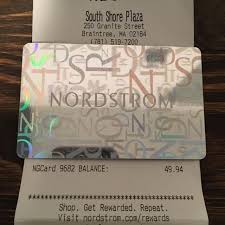 South Shore Plaza
250 Granite Street
Braintree, MA 02184
(781) 519-7200
NORDSTROM
NGCard 9682 BALANCE: 49.94
Shop. Get Rewarded. Repeat.
Visit nordstrom.com/rewards